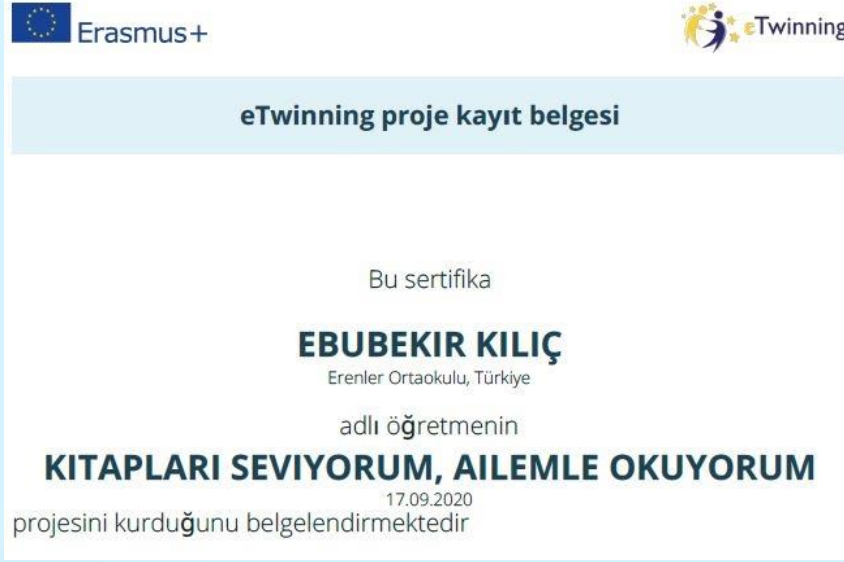 Erasmus+
eTwinning
eTwinning proje kayıt belgesi
Bu sertifika
EBUBEKIR KILIÇ
Erenler Ortaokulu, Türkiye
adlı öğretmenin
KITAPLARI SEVIYORUM, AILEMLE OKUYORUM
17.09.2020
projesini kurduğunu belgelendirmektedir